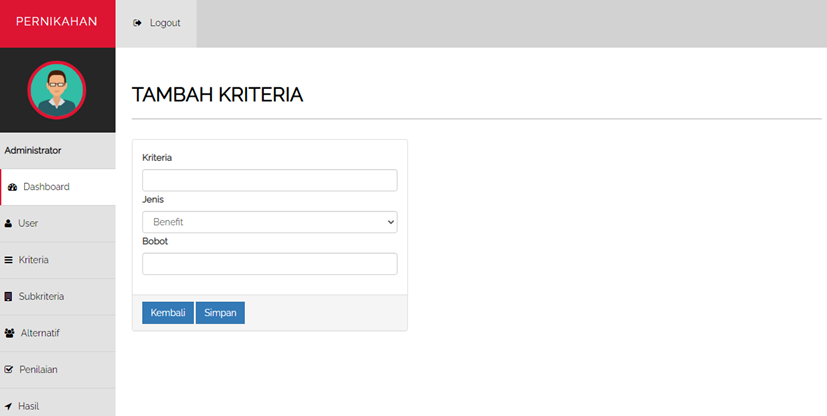 PERNIKAHAN
Logout
Administrator
Dashboard
User
Kriteria
Subkriteria
Alternatif
Penilaian
Hasil
TAMBAH KRITERIA
Kriteria
Jenis
Benefit
Bobot
Kembali Simpan